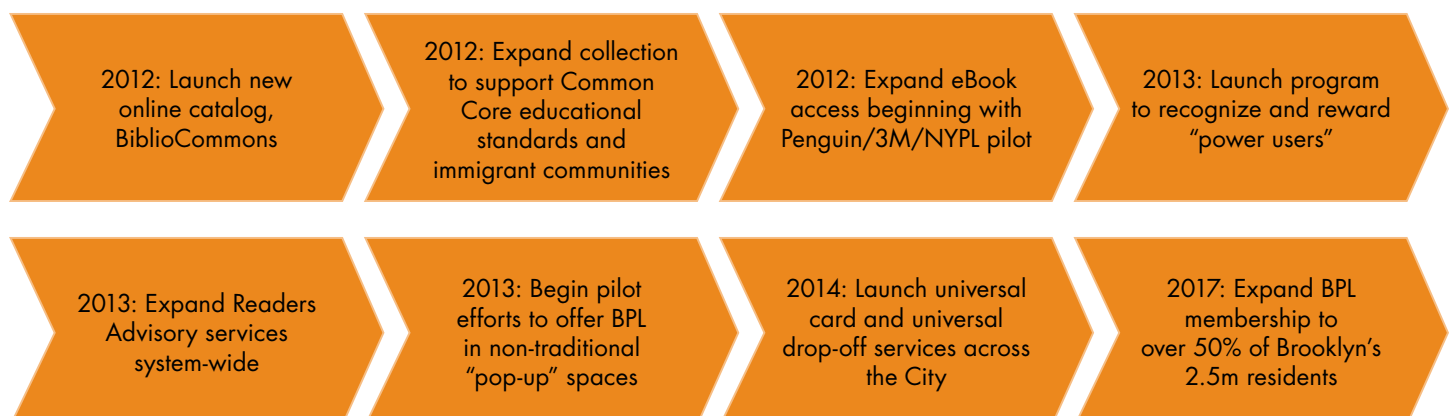 2012: Launch new
online catalog,
BiblioCommons
2012: Expand collection
to support Common
Core educational
standards and
immigrant communities
2012: Expand eBook
access beginning with
Penguin/3M/NYPL pilot
2013: Launch program
to recognize and reward
“power users”
2013: Expand Readers
Advisory services
system-wide
2013: Begin pilot
efforts to offer BPL
in non-traditional
“pop-up” spaces
2014: Launch universal
card and universal
drop-off services across
the City
2017: Expand BPL
membership to
over 50% of Brooklyn’s
2.5m residents